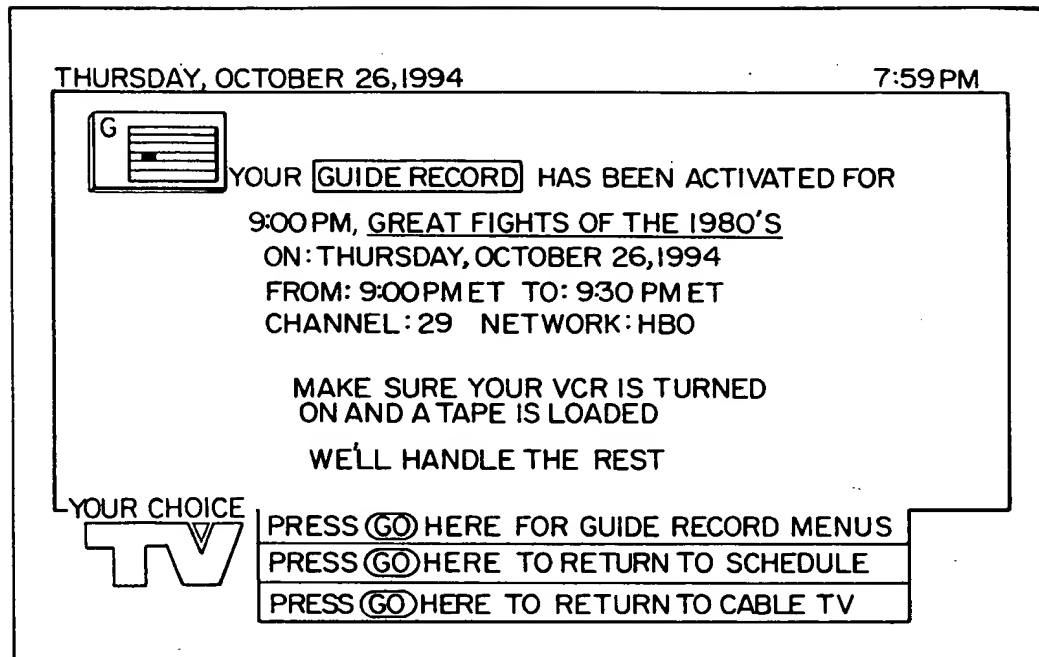 THURSDAY, OCTOBER 26,1994 7:59 PM
G
YOUR GUIDE RECORD HAS BEEN ACTIVATED FOR
9:00 PM, GREAT FIGHTS OF THE 1980'S
ON: THURSDAY, OCTOBER 26,1994
FROM: 9:00 PM ET TO: 9:30 PM ET
CHANNEL: 29 NETWORK: HBO
MAKE SURE YOUR VCR IS TURNED
ON AND A TAPE IS LOADED
WE'LL HANDLE THE REST
YOUR CHOICE
TV
PRESS GO HERE FOR GUIDE RECORD MENUS
PRESS GO HERE TO RETURN TO SCHEDULE
PRESS GO HERE TO RETURN TO CABLE TV